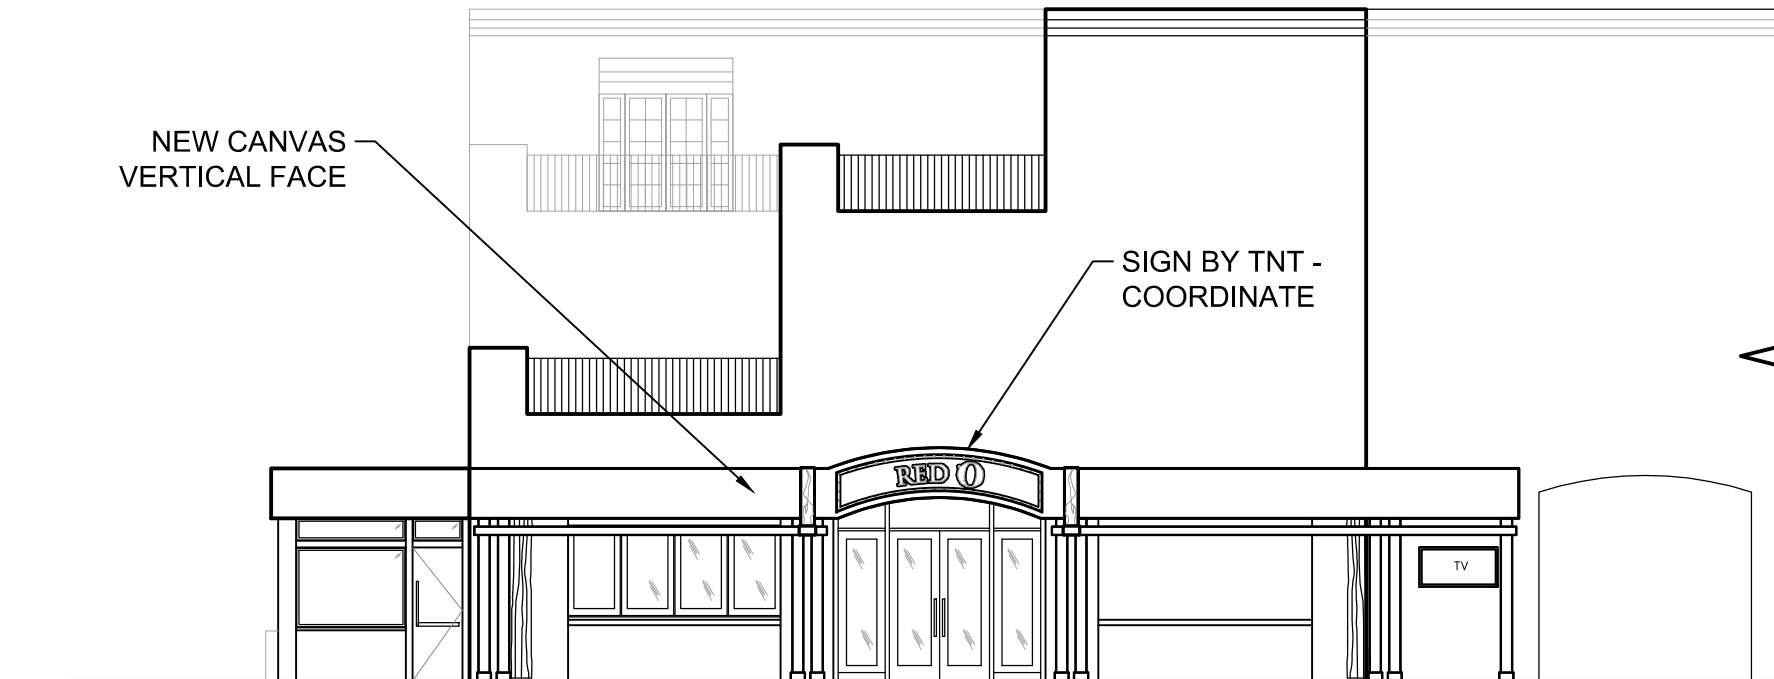 NEW CANVAS
VERTICAL FACE
SIGN BY TNT -
COORDINATE
RED O
TV